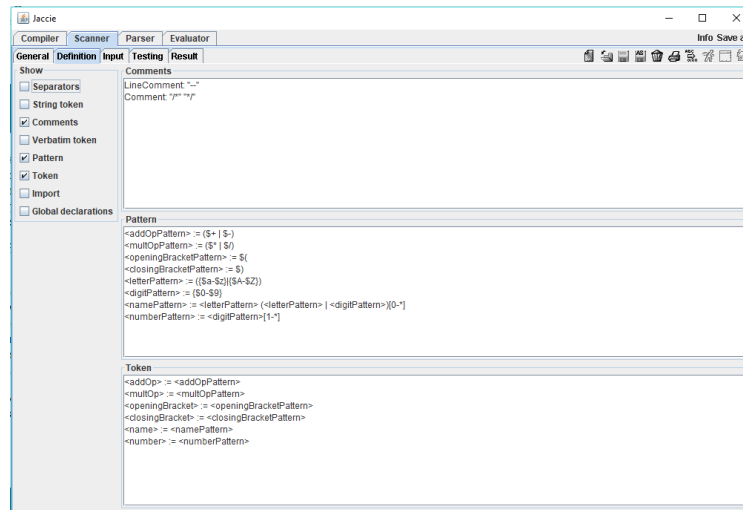 Jaccie
Compiler Scanner Parser Evaluator Info Save a
General Definition Input Testing Result
Show
Separators
String token
Comments
Verbatim token
Pattern
Token
Import
Global declarations
Comments
LineComment: "--"
Comment: "/*" "*/"
Pattern
<addOpPattern> := ($+ | $-)
<multOpPattern> := ($* | $/)
<openingBracketPattern> := $(
<closingBracketPattern> := $)
<letterPattern> := ({$a-$z}|{$A-$Z})
<digitPattern> := {$0-$9}
<namePattern> := <letterPattern> (<letterPattern> | <digitPattern>)[0-*]
<numberPattern> := <digitPattern>[1-*]
Token
<addOp> := <addOpPattern>
<multOp> := <multOpPattern>
<openingBracket> := <openingBracketPattern>
<closingBracket> := <closingBracketPattern>
<name> := <namePattern>
<number> := <numberPattern>